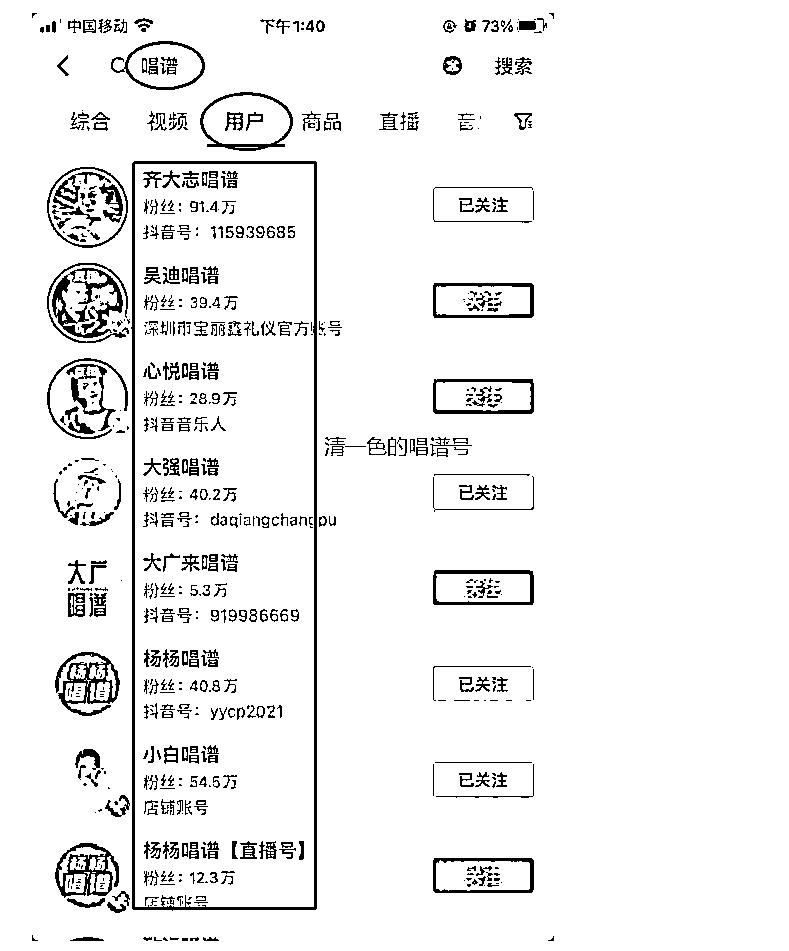 中国移动 下午1:40 73%
唱谱 搜索
综合 视频 用户 商品 直播 音
齐大志唱谱
粉丝：91.4万
抖音号：115939685
已关注
吴迪唱谱
粉丝：39.4万
深圳市宝丽鑫礼仪官方账号
心悦唱谱
粉丝：28.9万
抖音音乐人
清一色的唱谱号
大强唱谱
粉丝：40.2万
抖音号：daqiangchangpu
已关注
大广
唱谱
大广来唱谱
粉丝：5.3万
抖音号：919986669
杨杨
唱谱
杨杨唱谱
粉丝：40.8万
抖音号：yycp2021
已关注
小白唱谱
粉丝：54.5万
店铺账号
已关注
杨杨
唱谱
杨杨唱谱【直播号】
粉丝：12.3万
店铺账号